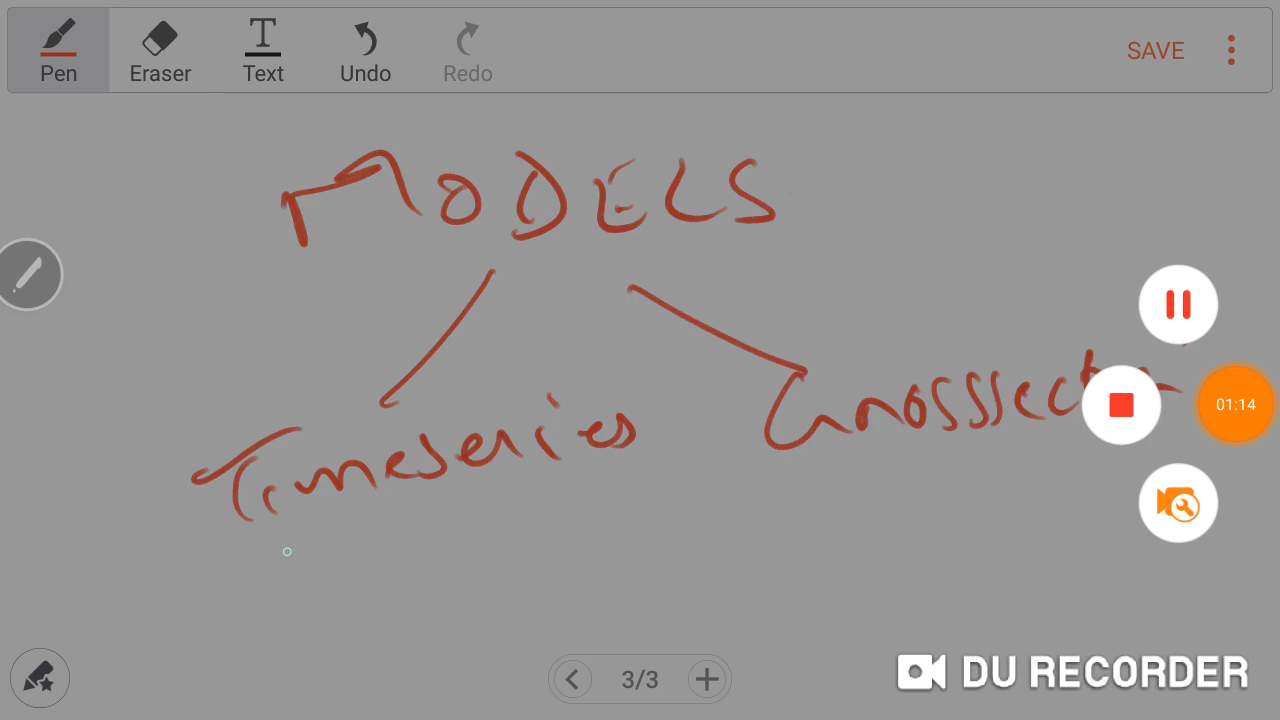 Pen Eraser Text Undo Redo SAVE
MODELS
Timeseries
01:14
3/3
DU RECORDER